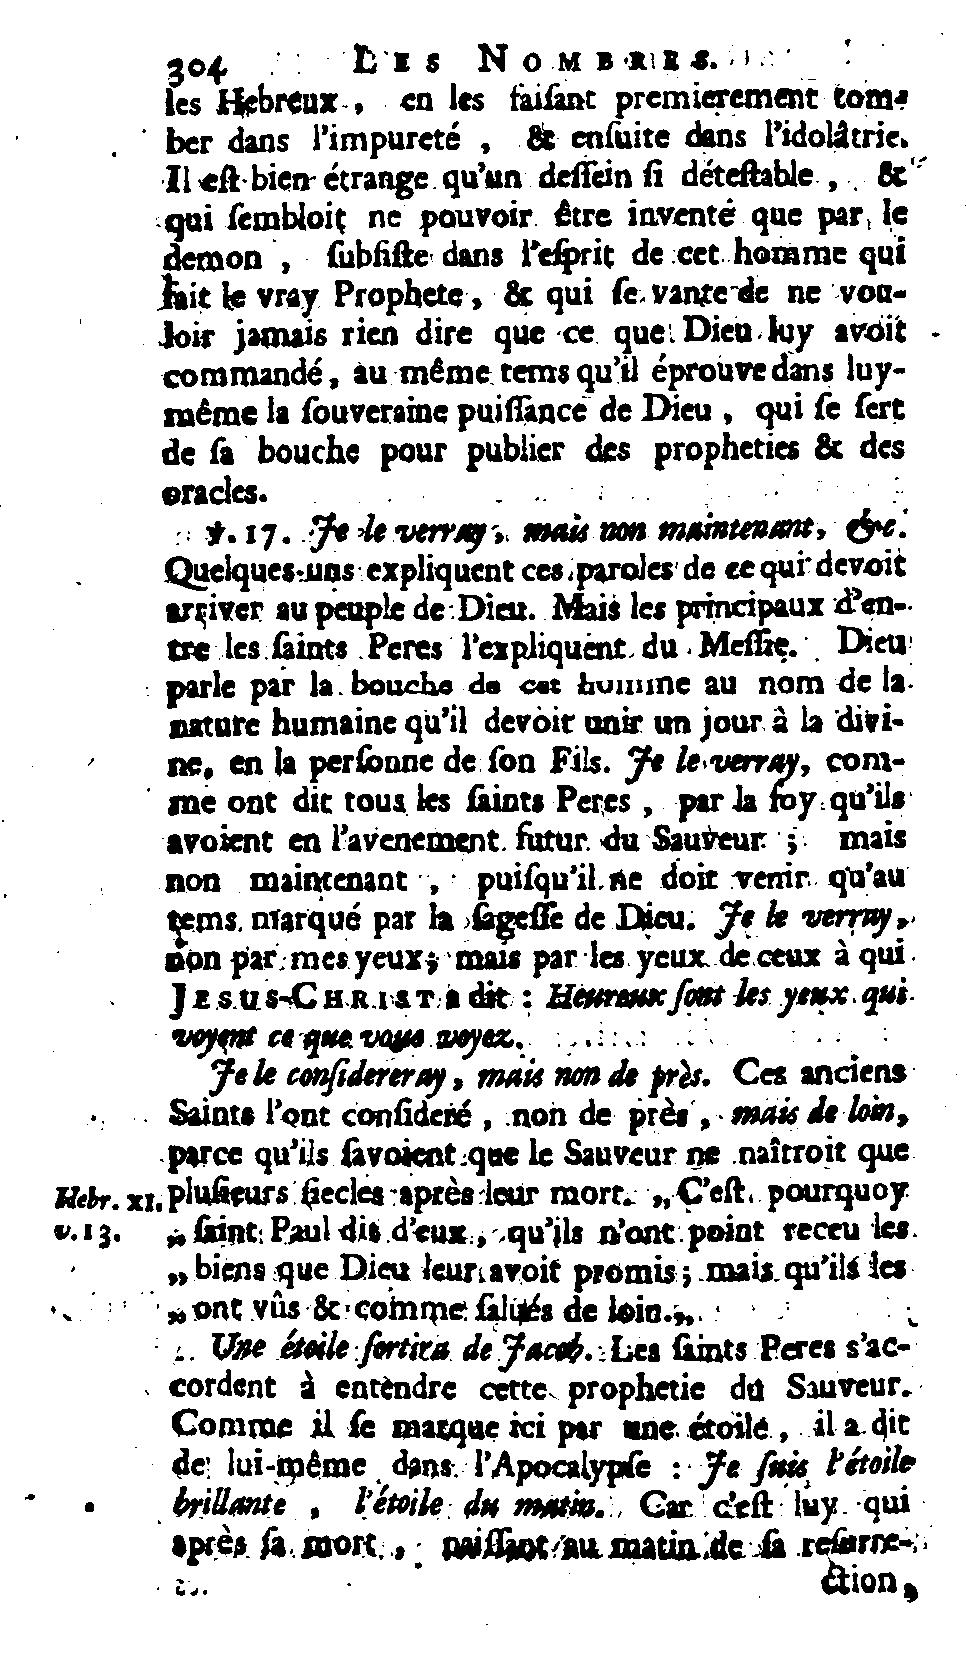 304 LES NOMBRES.
les Hebreux, en les faiſant premierement tom-
ber dans l'impureté, & enſuite dans l'idolâtrie.
Il eſt bien étrange qu'un deſſein ſi déteſtable, &
qui ſembloit ne pouvoir être inventé que par le
demon, ſubſiſte dans l'eſprit de cet homme qui
fait le vray Prophete, & qui ſe vante de ne vou-
loir jamais rien dire que ce que Dieu luy avoit
commandé, au même tems qu'il éprouve dans luy-
même la ſouveraine puiſſance de Dieu, qui ſe ſert
de ſa bouche pour publier des propheties & des
oracles.
℣. 17. Je le verray, mais non maintenant, &c.
Quelques-uns expliquent ces paroles de ce qui devoit
arriver au peuple de Dieu. Mais les principaux d'en-
tre les ſaints Peres l'expliquent du Meſſie. Dieu
parle par la bouche de cet homme au nom de la
nature humaine qu'il devoit unir un jour à la divi-
ne, en la perſonne de ſon Fils. Je le verray, com-
me ont dit tous les ſaints Peres, par la foy qu'ils
avoient en l'avenement futur du Sauveur; mais
non maintenant, puiſqu'il ne doit venir qu'au
tems marqué par la ſageſſe de Dieu. Je le verray,
non par mes yeux; mais par les yeux de ceux à qui
JESUS-CHRIST a dit: Heureux ſont les yeux qui
voyent ce que vous voyez.
Je le conſidereray, mais non de près. Ces anciens
Saints l'ont conſideré, non de près, mais de loin,
parce qu'ils ſavoient que le Sauveur ne naîtroit que
Hebr. XI. pluſieurs ſiecles après leur mort. „ C'eſt pourquoy
v. 13. „ ſaint Paul dit d'eux, qu'ils n'ont point receu les
„ biens que Dieu leur avoit promis; mais qu'ils les
„ ont vûs & comme ſalués de loin. „
Une étoile ſortira de Jacob. Les ſaints Peres s'ac-
cordent à entendre cette prophetie du Sauveur.
Comme il ſe marque ici par une étoile, il a dit
de lui-même dans l'Apocalypſe: Je ſuis l'étoile
brillante, l'étoile du matin. Car c'eſt luy qui
après ſa mort, naiſſant au matin de ſa reſurre-
ction,